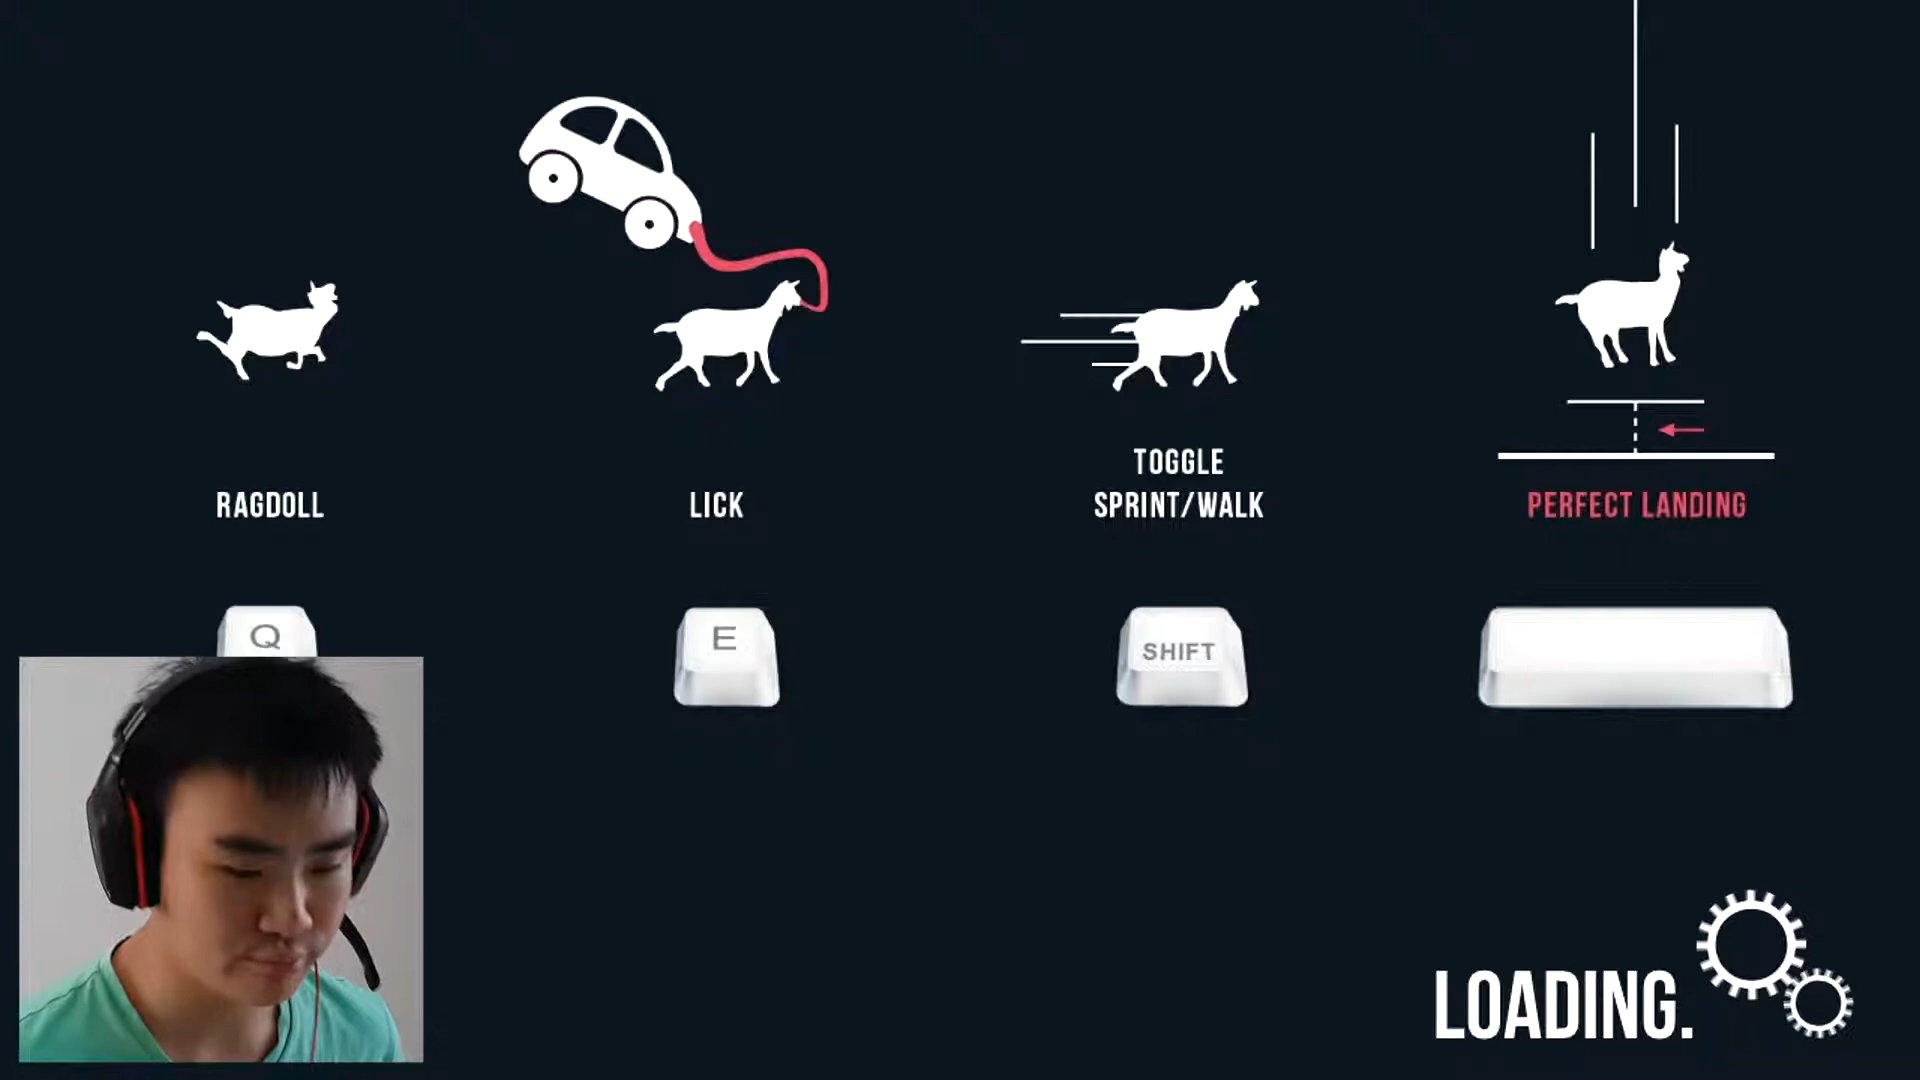 RAGDOLL
LICK
TOGGLE
SPRINT/WALK
PERFECT LANDING
Q
E
SHIFT
LOADING.